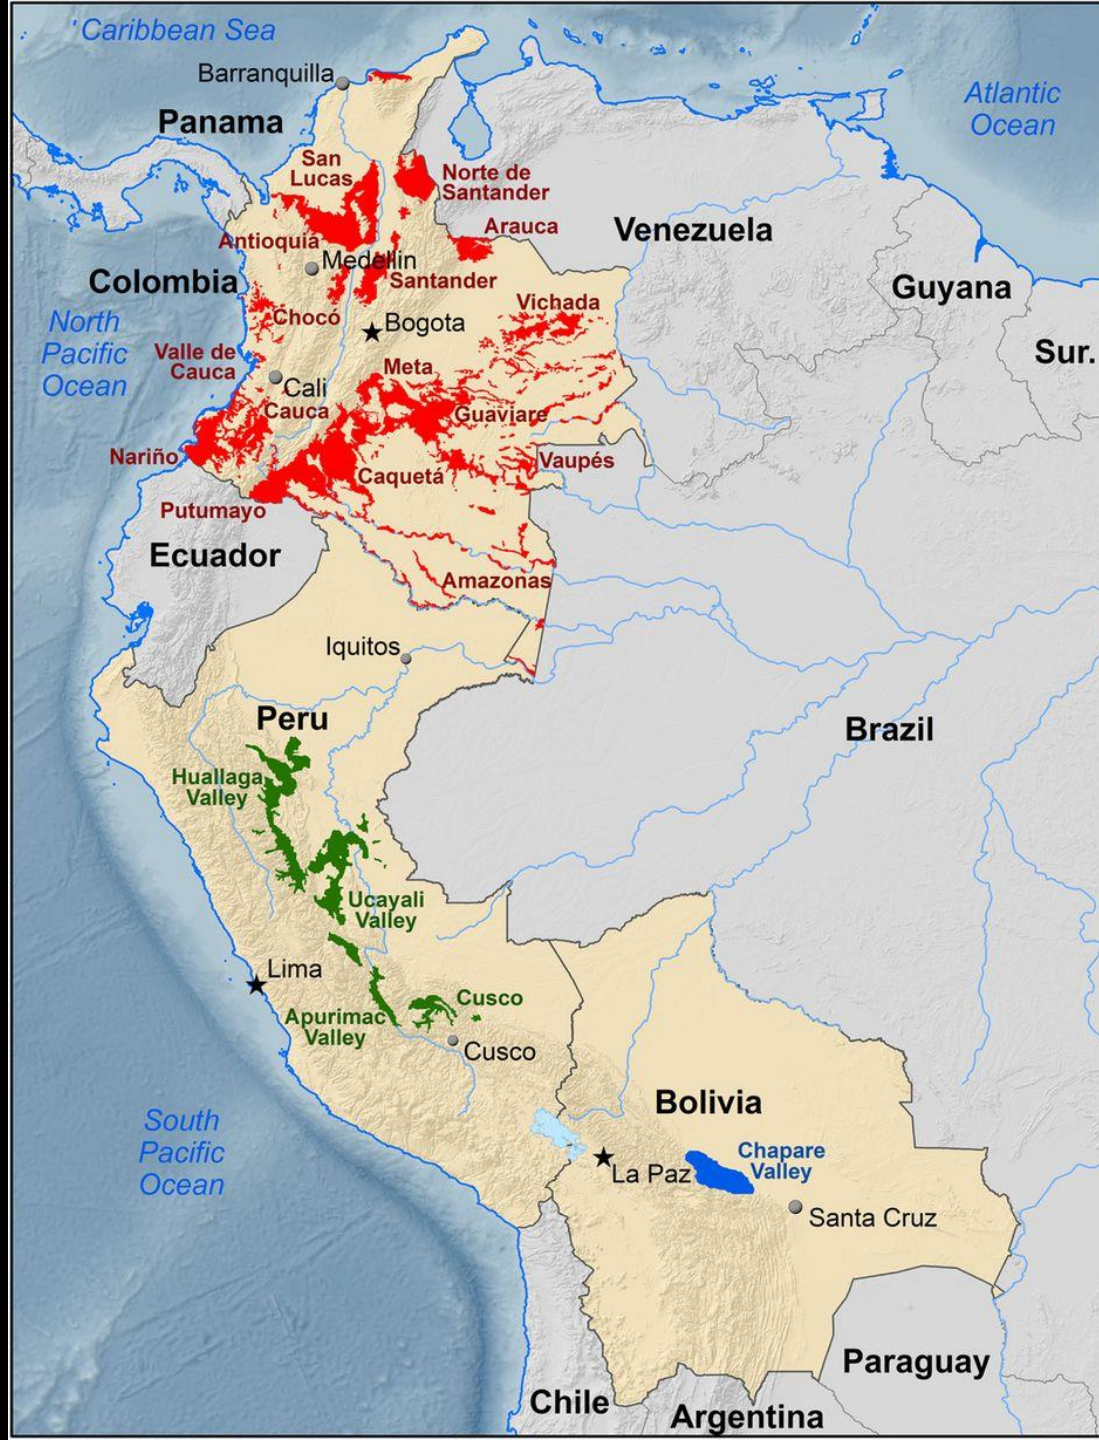 Caribbean Sea
Barranquilla
Atlantic
Ocean
Panama
San
Lucas
Norte de
Santander
Arauca
Venezuela
Antioquia
Medellin
Colombia
Santander
Guyana
Vichada
North
Pacific
Ocean
Chocó
Bogota
Sur.
Valle de
Cauca
Meta
Cali
Cauca
Guaviare
Nariño
Vaupés
Caquetá
Putumayo
Ecuador
Amazonas
Iquitos
Peru
Brazil
Huallaga
Valley
Ucayali
Valley
Lima
Cusco
Apurimac
Valley
Cusco
Bolivia
South
Pacific
Ocean
Chapare
Valley
La Paz
Santa Cruz
Paraguay
Chile
Argentina